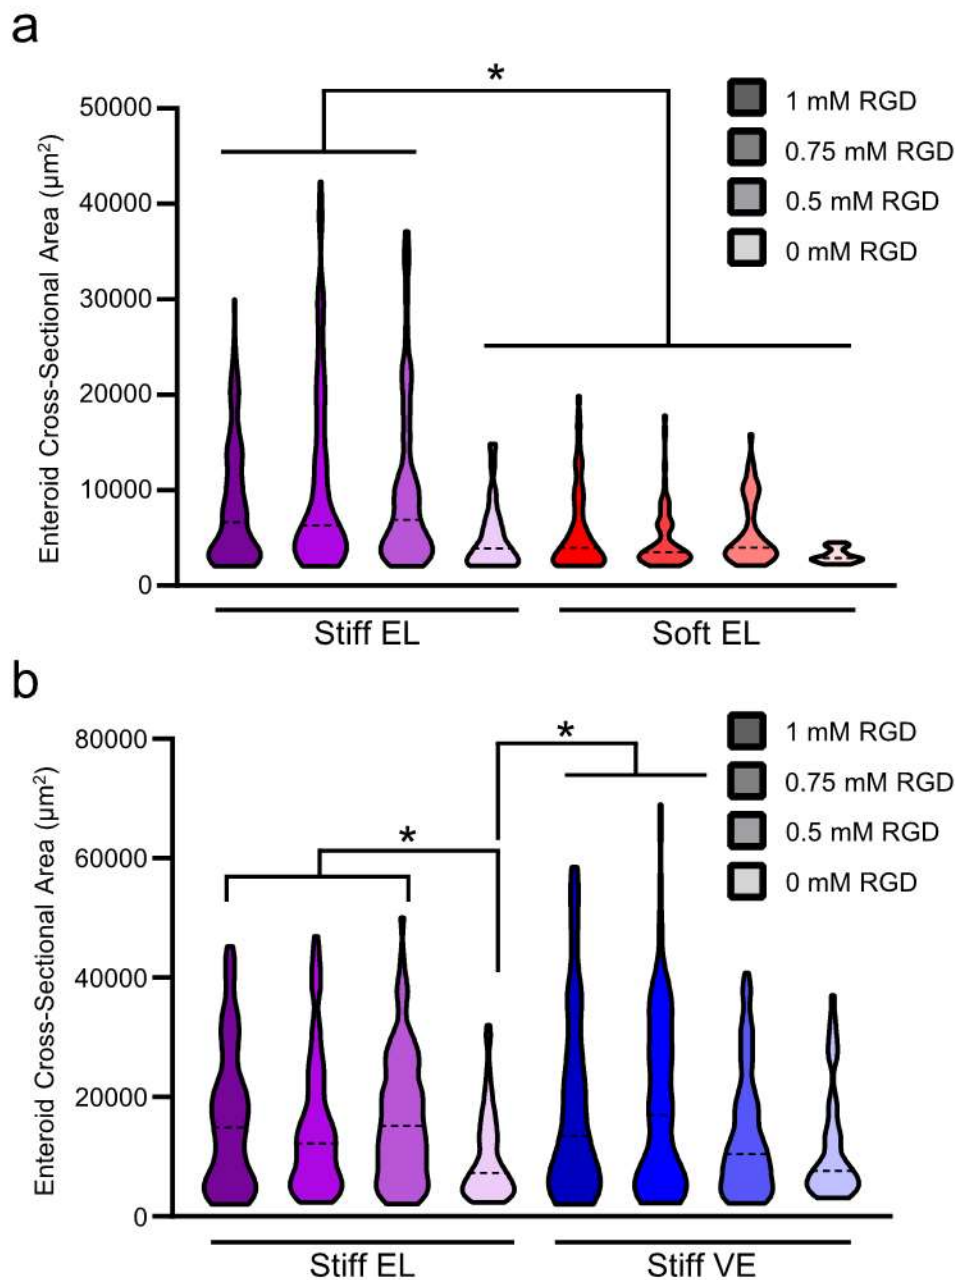 a
*
50000
40000
30000
20000
10000
0
Enteroid Cross-Sectional Area (µm²)
1 mM RGD
0.75 mM RGD
0.5 mM RGD
0 mM RGD
Stiff EL
Soft EL
b
*
*
80000
60000
40000
20000
0
Enteroid Cross-Sectional Area (µm²)
1 mM RGD
0.75 mM RGD
0.5 mM RGD
0 mM RGD
Stiff EL
Stiff VE